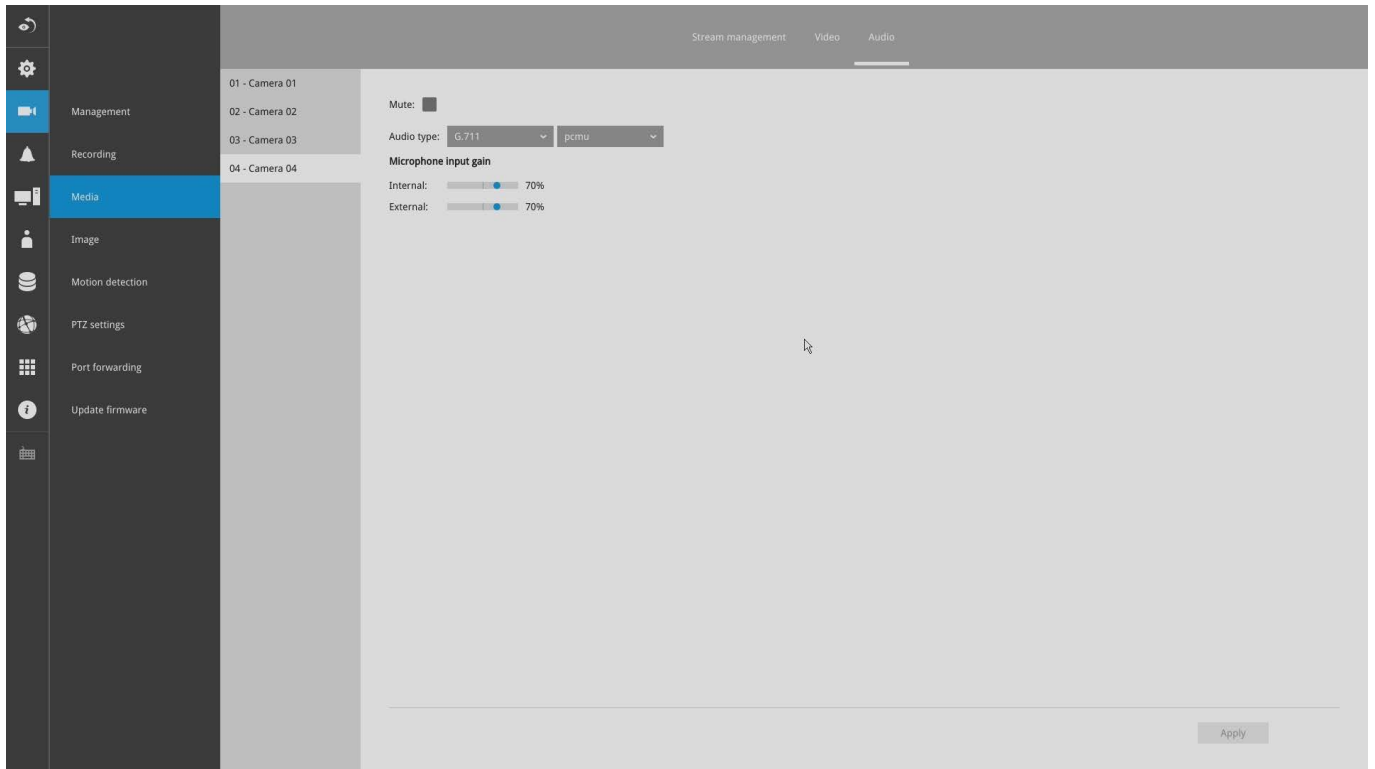 Stream management Video Audio
Management
Recording
Media
Image
Motion detection
PTZ settings
Port forwarding
Update firmware
01 - Camera 01
02 - Camera 02
03 - Camera 03
04 - Camera 04
Mute:
Audio type: G.711 pcmu
Microphone input gain
Internal: 70%
External: 70%
Apply